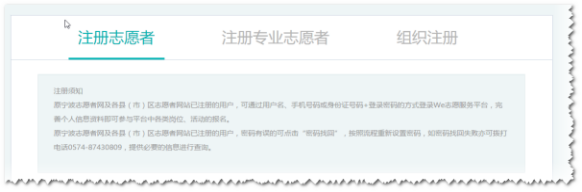 注册志愿者 注册专业志愿者 组织注册
注册须知
原宁波志愿者网及各县（市）区志愿者网站已注册的用户，可通过用户名、手机号码或身份证号码+登录密码的方式登录We志愿服务平台，完
善个人信息资料即可参与平台中各类岗位、活动的报名。
原宁波志愿者网及各县（市）区志愿者网站已注册的用户，密码有误的可点击“密码找回”，按照流程重新设置密码，如密码找回失败亦可拨打
电话0574-87430809，提供必要的信息进行查询。